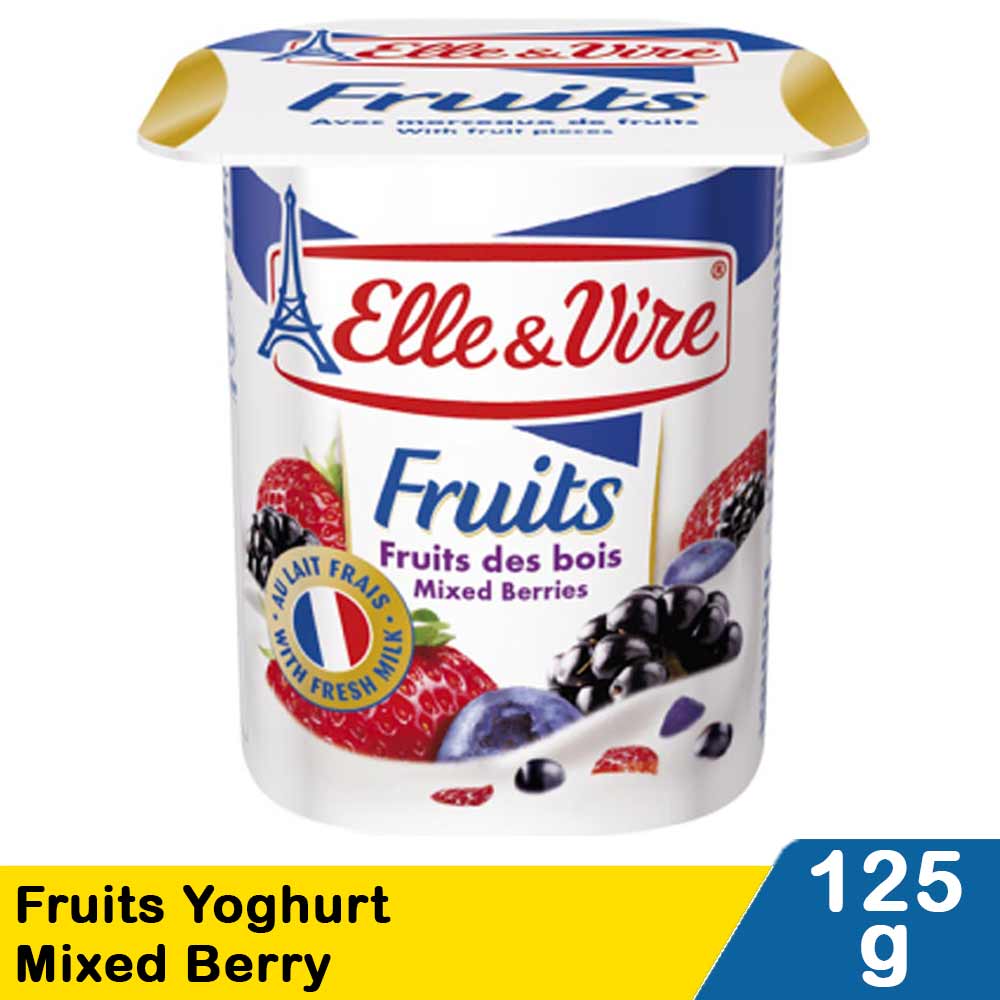 Elle & Vire
Fruits
Avec morceaux de fruits
With fruit pieces
Elle & Vire®
Fruits
Fruits des bois
Mixed Berries
AU LAIT FRAIS
WITH FRESH MILK
Fruits Yoghurt
Mixed Berry
125
g